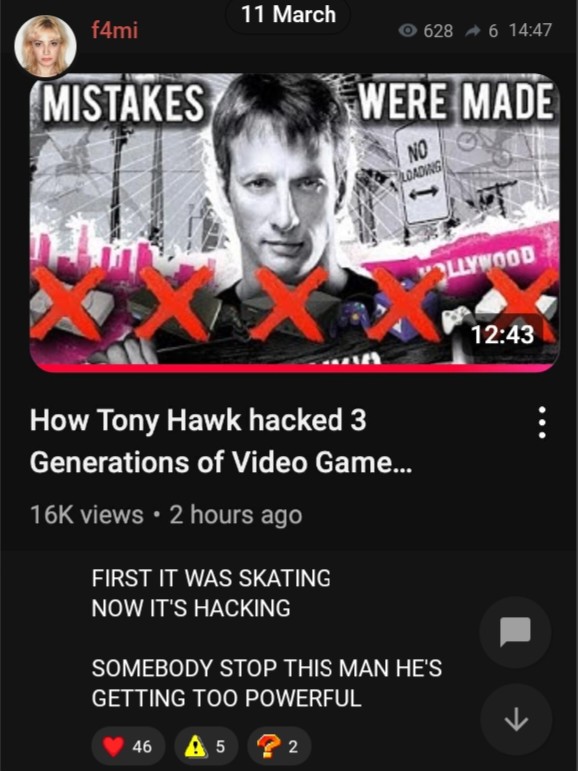 11 March
f4mi
628 6 14:47
MISTAKES WERE MADE
NO
LOADING
HOLLYWOOD
12:43
How Tony Hawk hacked 3
Generations of Video Game...
16K views • 2 hours ago
FIRST IT WAS SKATING
NOW IT'S HACKING
SOMEBODY STOP THIS MAN HE'S
GETTING TOO POWERFUL
46 5 2